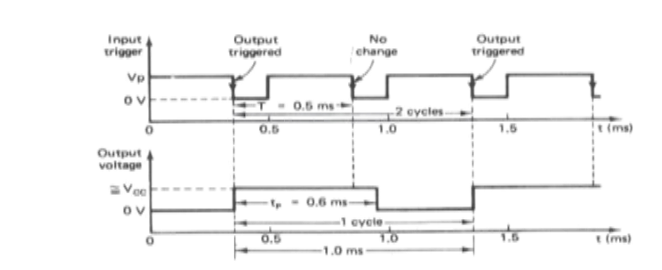 Input
trigger
Output
triggered
No
change
Output
triggered
Vp
0 V
T = 0.5 ms
2 cycles
0
0.5
1.0
1.5
t (ms)
Output
voltage
≅ Vcc
0 V
tp = 0.6 ms
1 cycle
0
0.5
1.0
1.5
t (ms)
1.0 ms